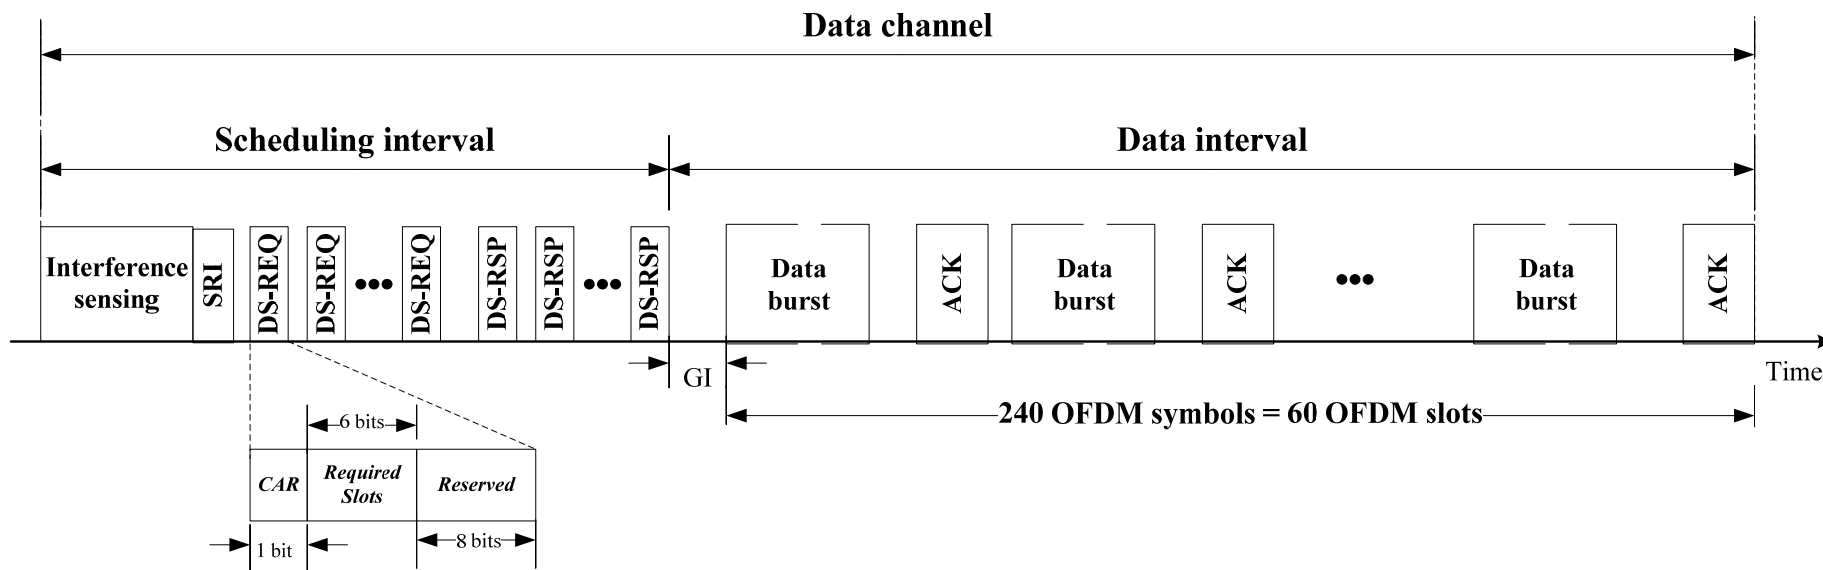 Data channel
Scheduling interval
Data interval
Interference
sensing
SRI
DS-REQ
DS-REQ
•••
DS-REQ
DS-RSP
DS-RSP
•••
DS-RSP
Data
burst
ACK
Data
burst
ACK
•••
Data
burst
ACK
GI
Time
240 OFDM symbols = 60 OFDM slots
6 bits
CAR
Required
Slots
Reserved
1 bit
8 bits